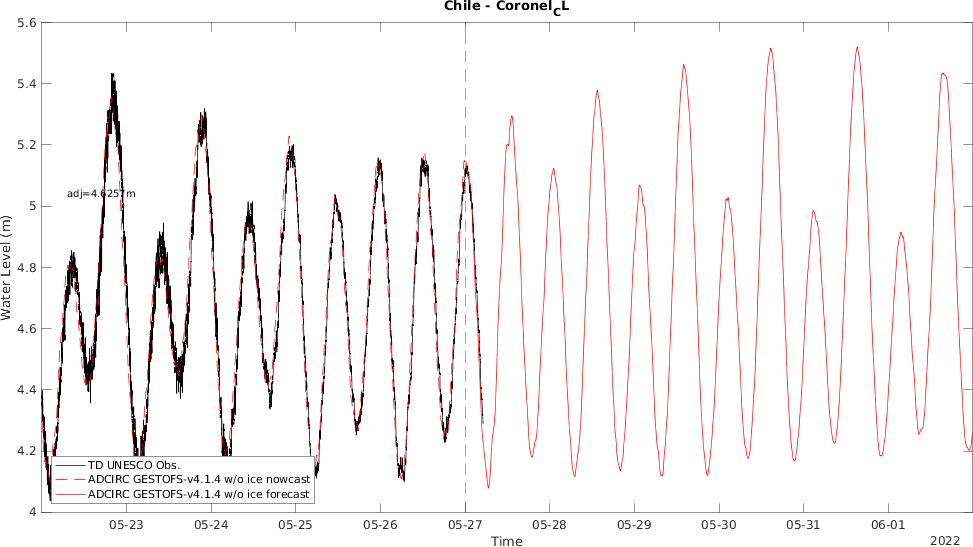 Chile - Coronel_CL
5.6
5.4
5.2
5
4.8
4.6
4.4
4.2
4
Water Level (m)
adj=4.6257m
TD UNESCO Obs.
ADCIRC GESTOFS-v4.1.4 w/o ice nowcast
ADCIRC GESTOFS-v4.1.4 w/o ice forecast
05-23 05-24 05-25 05-26 05-27 05-28 05-29 05-30 05-31 06-01
Time
2022